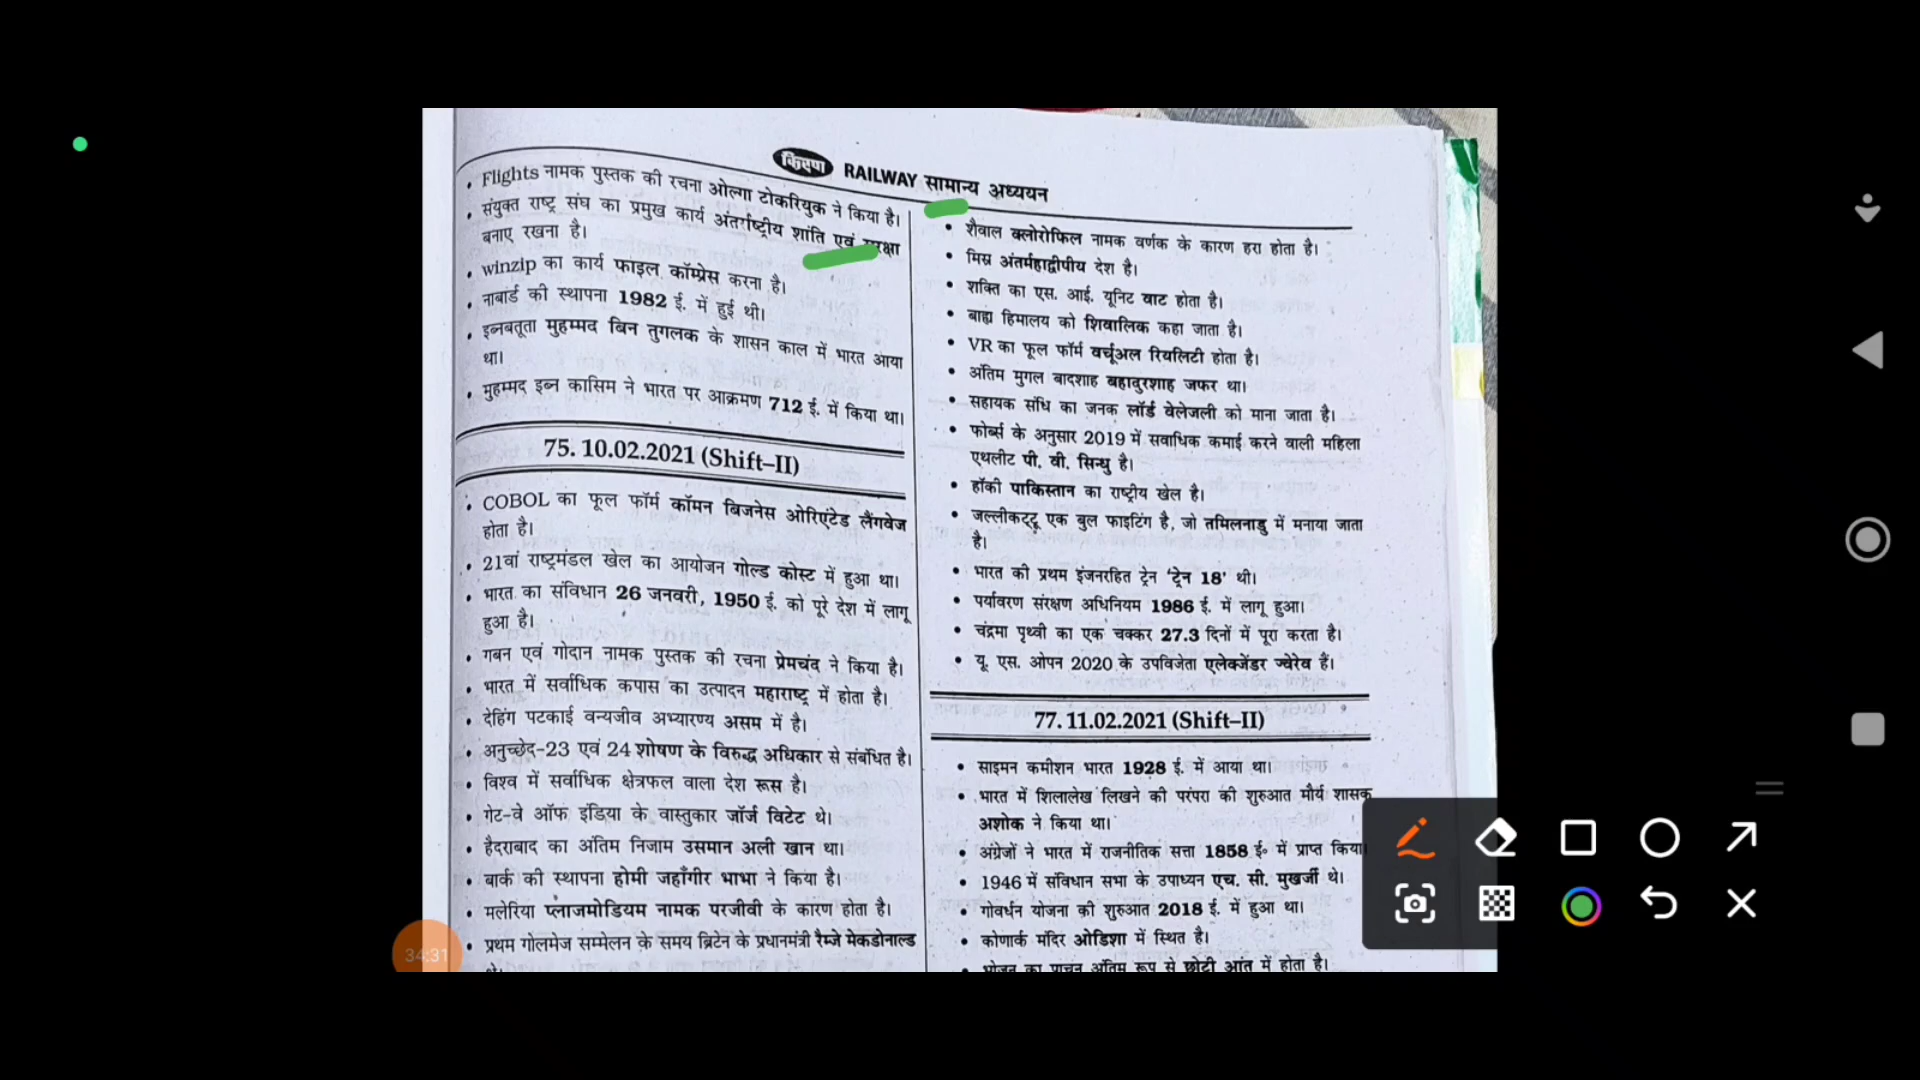 किरण RAILWAY सामान्य अध्ययन
• Flights नामक पुस्तक की रचना ओल्गा टोकरियुक ने किया है।
• संयुक्त राष्ट्र संघ का प्रमुख कार्य अंतर्राष्ट्रीय शांति एवं सुरक्षा
बनाए रखना है।
• winzip का कार्य फाइल कॉम्प्रेस करना है।
• नाबार्ड की स्थापना 1982 ई. में हुई थी।
• इब्नबतूता मुहम्मद बिन तुगलक के शासन काल में भारत आया
था।
• मुहम्मद इब्न कासिम ने भारत पर आक्रमण 712 ई. में किया था।
75. 10.02.2021 (Shift–II)
• COBOL का फूल फॉर्म कॉमन बिजनेस ओरिएंटेड लैंगवेज
होता है।
• 21वां राष्ट्रमंडल खेल का आयोजन गोल्ड कोस्ट में हुआ था।
• भारत का संविधान 26 जनवरी, 1950 ई. को पूरे देश में लागू
हुआ है।
• गबन एवं गोदान नामक पुस्तक की रचना प्रेमचंद ने किया है।
• भारत में सर्वाधिक कपास का उत्पादन महाराष्ट्र में होता है।
• देहिंग पटकाई वन्यजीव अभ्यारण्य असम में है।
• अनुच्छेद-23 एवं 24 शोषण के विरुद्ध अधिकार से संबंधित है।
• विश्व में सर्वाधिक क्षेत्रफल वाला देश रूस है।
• गेट-वे ऑफ इंडिया के वास्तुकार जॉर्ज विटेट थे।
• हैदराबाद का अंतिम निजाम उसमान अली खान था।
• बार्क की स्थापना होमी जहाँगीर भाभा ने किया है।
• मलेरिया प्लाजमोडियम नामक परजीवी के कारण होता है।
• प्रथम गोलमेज सम्मेलन के समय ब्रिटेन के प्रधानमंत्री रैम्जे मेकडोनाल्ड
थे।
• शैवाल क्लोरोफिल नामक वर्णक के कारण हरा होता है।
• मिस्र अंतर्महाद्वीपीय देश है।
• शक्ति का एस. आई. यूनिट वाट होता है।
• बाह्य हिमालय को शिवालिक कहा जाता है।
• VR का फूल फॉर्म वर्चूअल रियलिटी होता है।
• अंतिम मुगल बादशाह बहादुरशाह जफर था।
• सहायक संधि का जनक लॉर्ड वेलेजली को माना जाता है।
• फोर्ब्स के अनुसार 2019 में सवाधिक कमाई करने वाली महिला
एथलीट पी. वी. सिन्धु है।
• हॉकी पाकिस्तान का राष्ट्रीय खेल है।
• जल्लीकट्टू एक बुल फाइटिंग है, जो तमिलनाडु में मनाया जाता
है।
• भारत की प्रथम इंजनरहित ट्रेन ‘ट्रेन 18’ थी।
• पर्यावरण संरक्षण अधिनियम 1986 ई. में लागू हुआ।
• चंद्रमा पृथ्वी का एक चक्कर 27.3 दिनों में पूरा करता है।
• यू. एस. ओपन 2020 के उपविजेता एलेक्जेंडर ज्वेरेव हैं।
77. 11.02.2021 (Shift–II)
• साइमन कमीशन भारत 1928 ई. में आया था।
• भारत में शिलालेख लिखने की परंपरा की शुरुआत मौर्य शासक
अशोक ने किया था।
• अंग्रेजों ने भारत में राजनीतिक सत्ता 1858 ई॰ में प्राप्त किया
• 1946 में संविधान सभा के उपाध्यन एच. सी. मुखर्जी थे।
• गोवर्धन योजना की शुरुआत 2018 ई. में हुआ था।
• कोणार्क मंदिर ओडिशा में स्थित है।
• भोजन का पाचन अंतिम रूप से छोटी आंत में होता है।
34:31